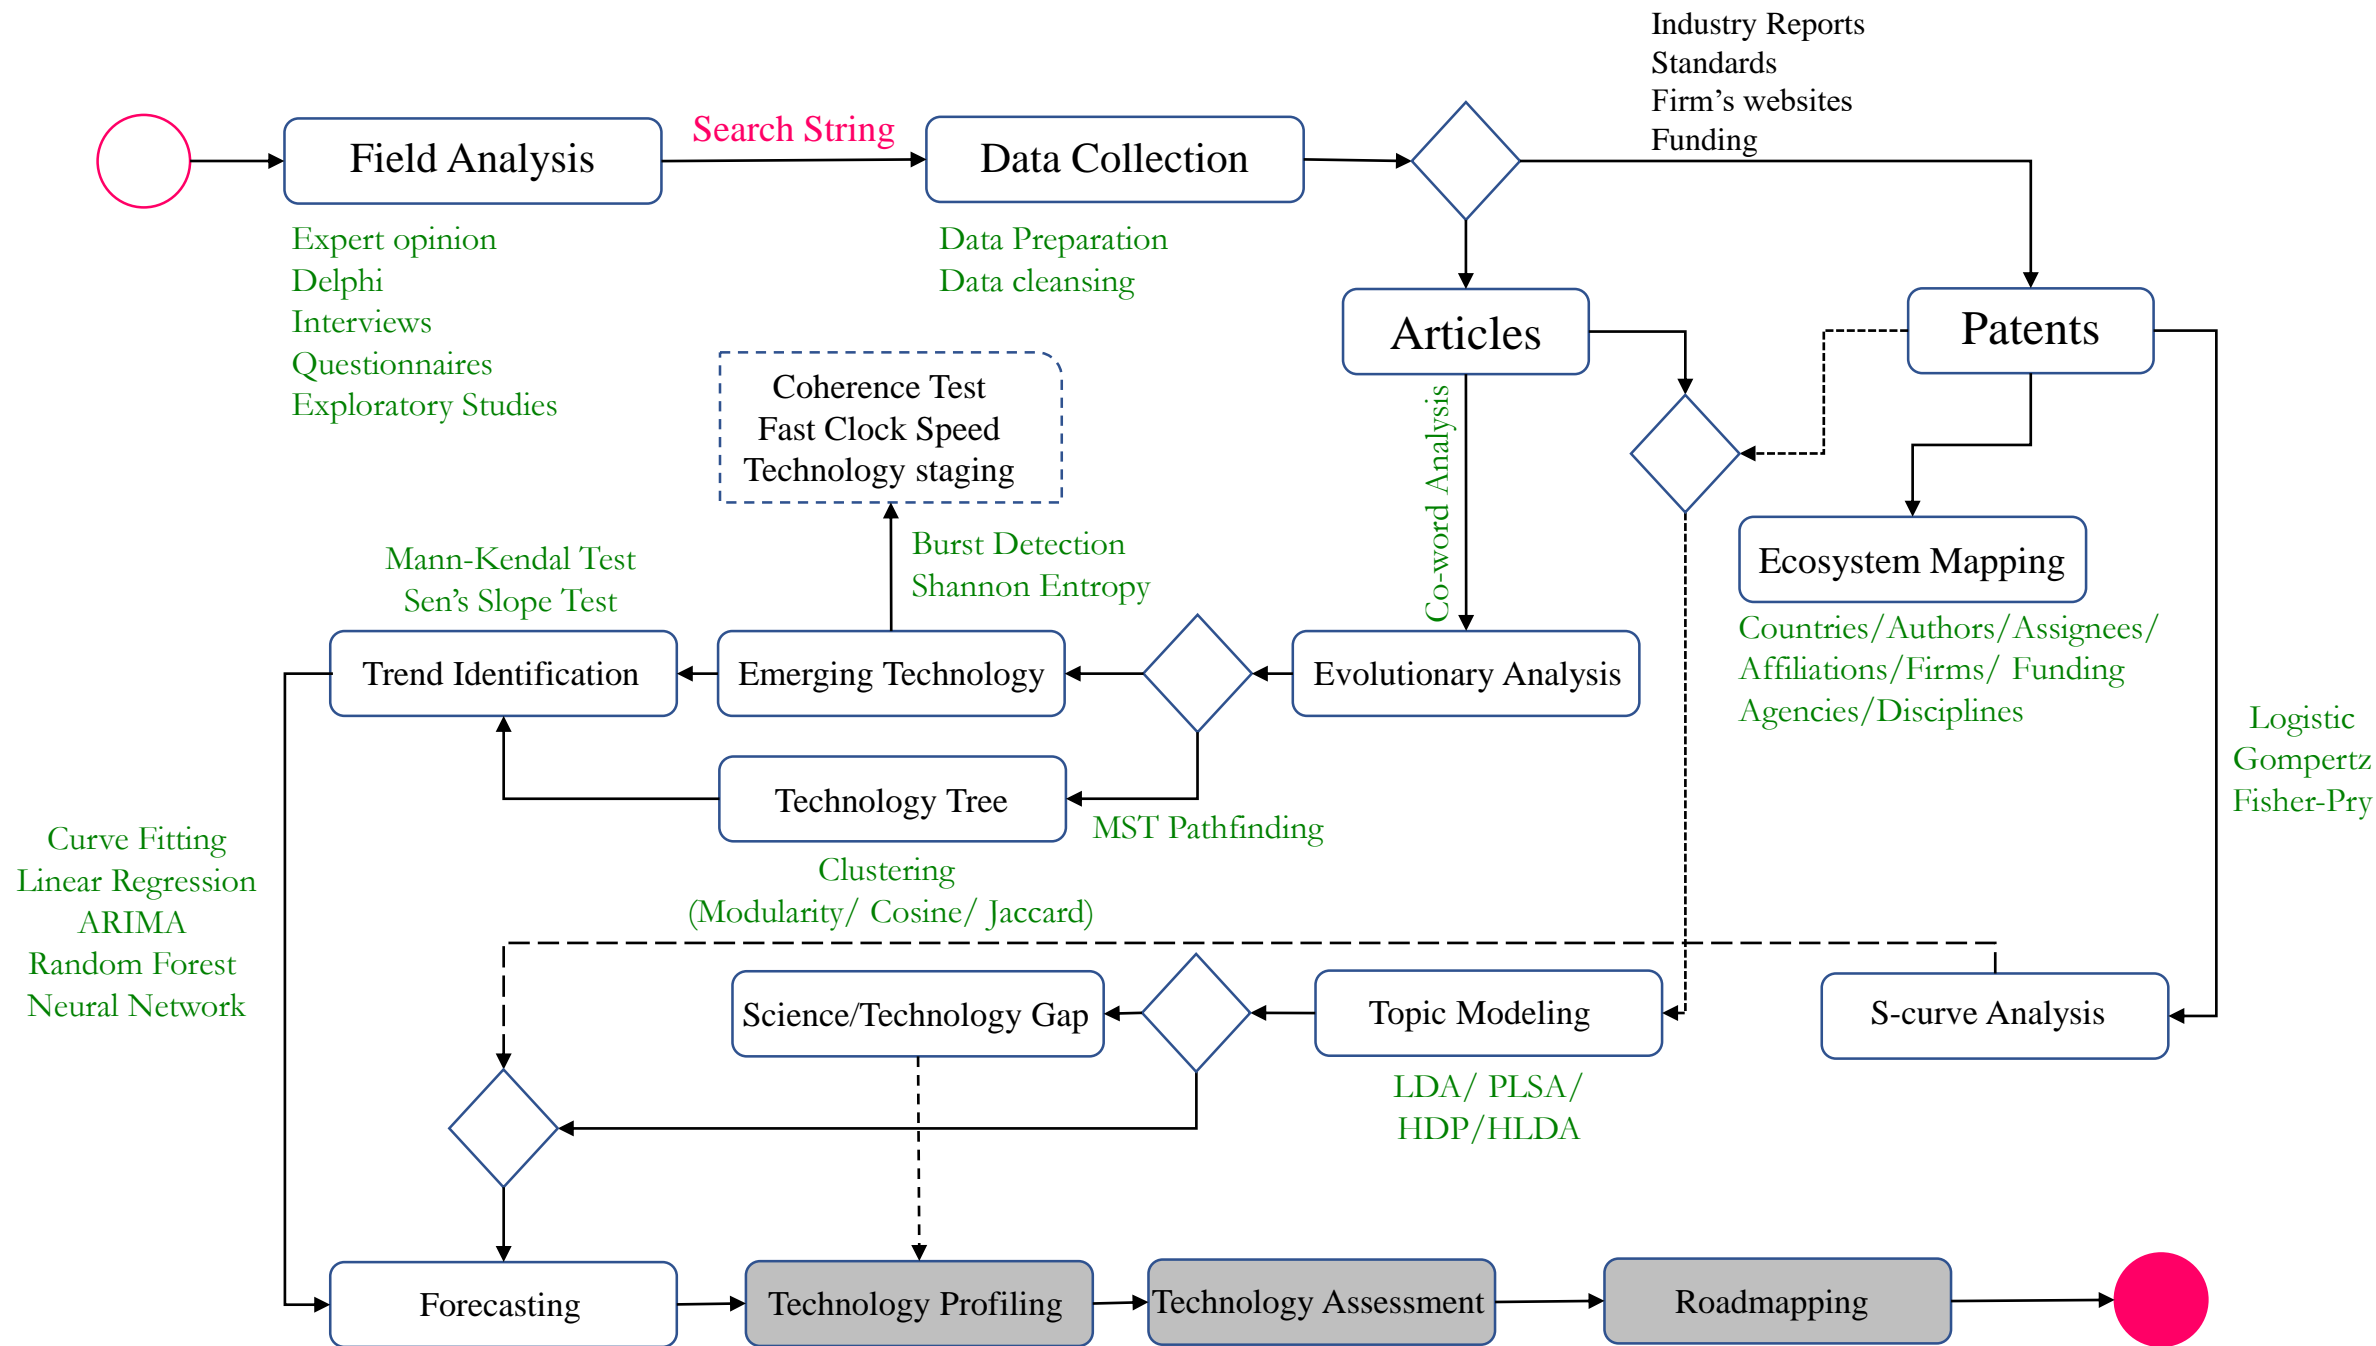 Industry Reports
Standards
Firm's websites
Funding
Field Analysis
Search String
Data Collection
Expert opinion
Delphi
Interviews
Questionnaires
Exploratory Studies
Data Preparation
Data cleansing
Articles
Patents
Coherence Test
Fast Clock Speed
Technology staging
Co-word Analysis
Burst Detection
Shannon Entropy
Mann-Kendal Test
Sen's Slope Test
Ecosystem Mapping
Countries/Authors/Assignees/
Affiliations/Firms/ Funding
Agencies/Disciplines
Trend Identification
Emerging Technology
Evolutionary Analysis
Logistic
Gompertz
Fisher-Pry
Technology Tree
MST Pathfinding
Clustering
(Modularity/ Cosine/ Jaccard)
Curve Fitting
Linear Regression
ARIMA
Random Forest
Neural Network
Science/Technology Gap
Topic Modeling
S-curve Analysis
LDA/ PLSA/
HDP/HLDA
Forecasting
Technology Profiling
Technology Assessment
Roadmapping